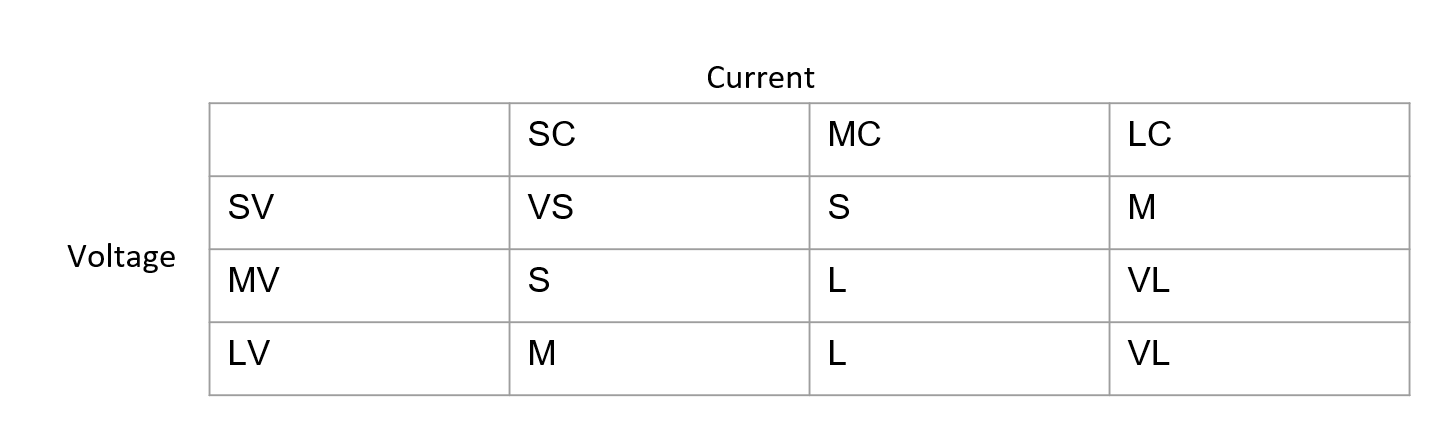 Current
SC MC LC
SV VS S M
Voltage
MV S L VL
LV M L VL